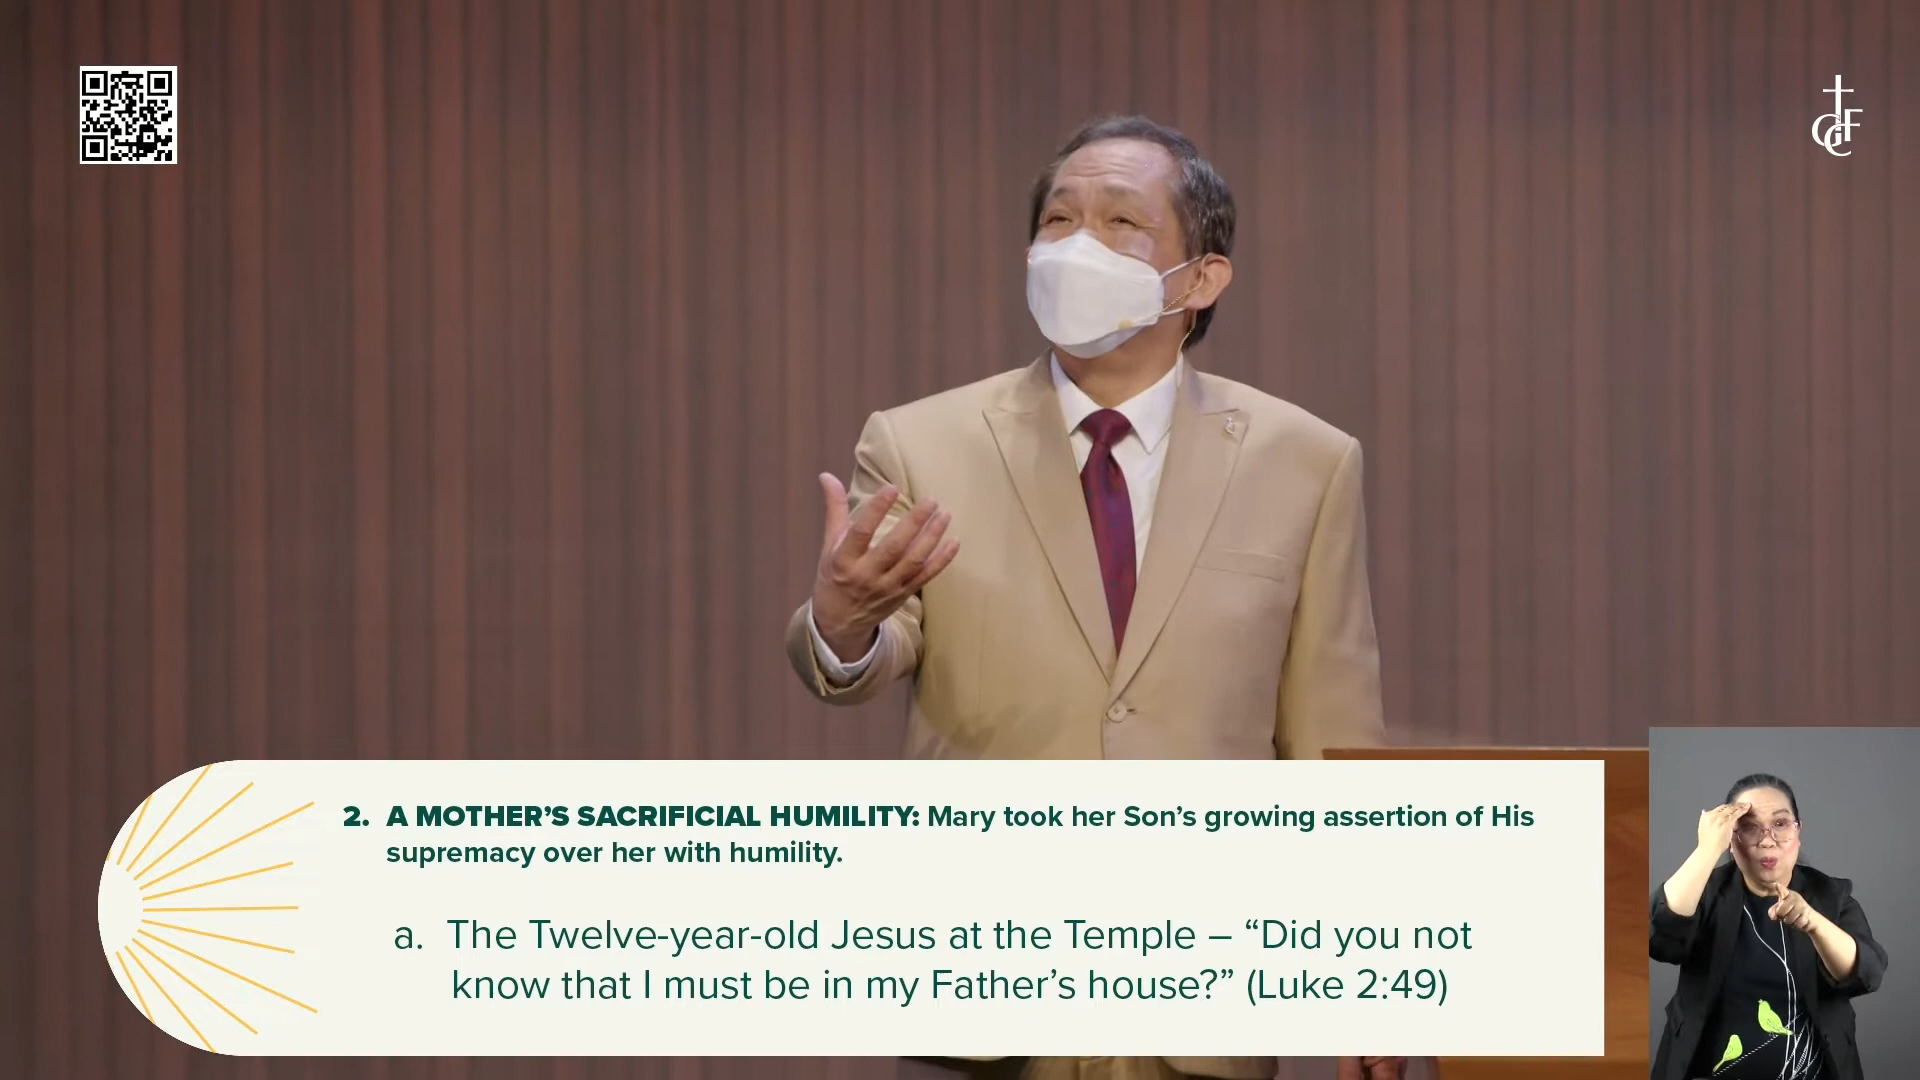 GCF
2. A MOTHER’S SACRIFICIAL HUMILITY: Mary took her Son’s growing assertion of His
supremacy over her with humility.
a. The Twelve-year-old Jesus at the Temple – “Did you not
know that I must be in my Father’s house?” (Luke 2:49)